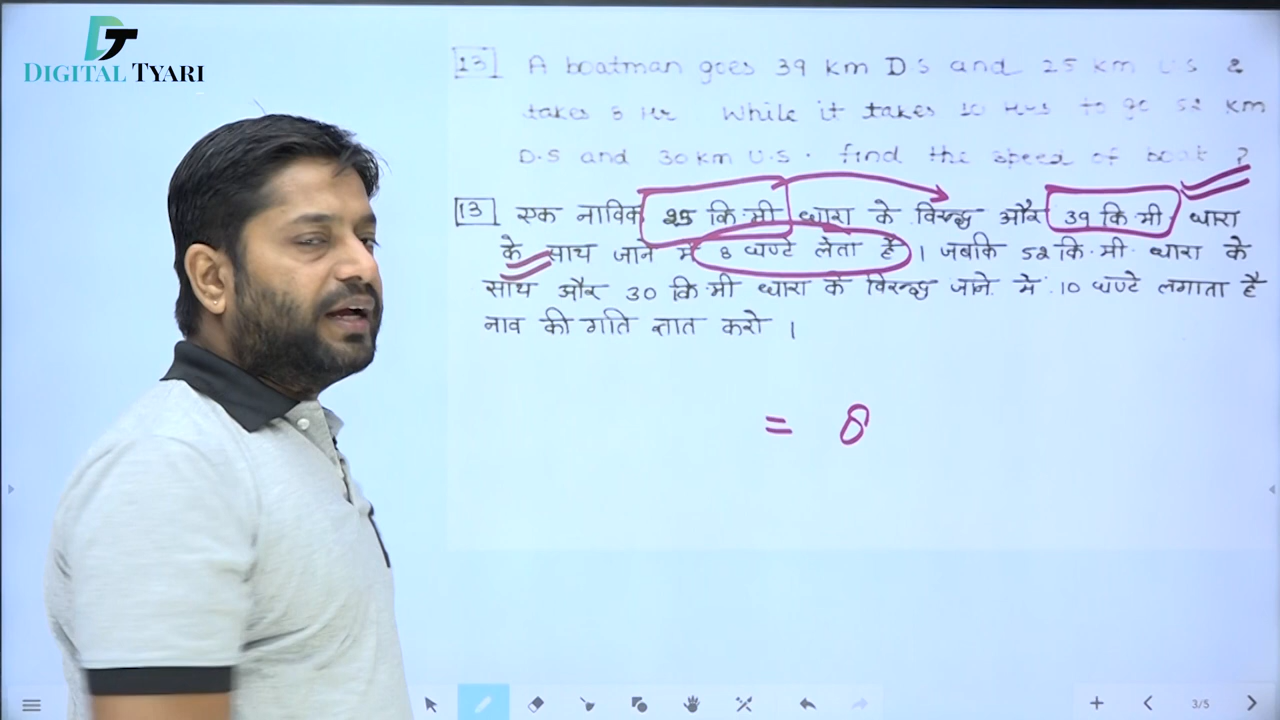 DIGITAL TYARI
13 A boatman goes 39 km D S and 25 km U S &
takes 8 Hr While it takes 10 Hrs to go 52 km
D.S and 30 km U.S. find the speed of boat ?
13 एक नाविक 25 कि.मी धारा के विरुद्ध और 39 कि.मी. धारा
के साथ जाने में 8 घण्टे लेता है । जबकि 52 कि.मी. धारा के
साथ और 30 कि मी धारा के विरुद्ध जाने में 10 घण्टे लगाता है
नाव की गति ज्ञात करो ।
= 8
3/5